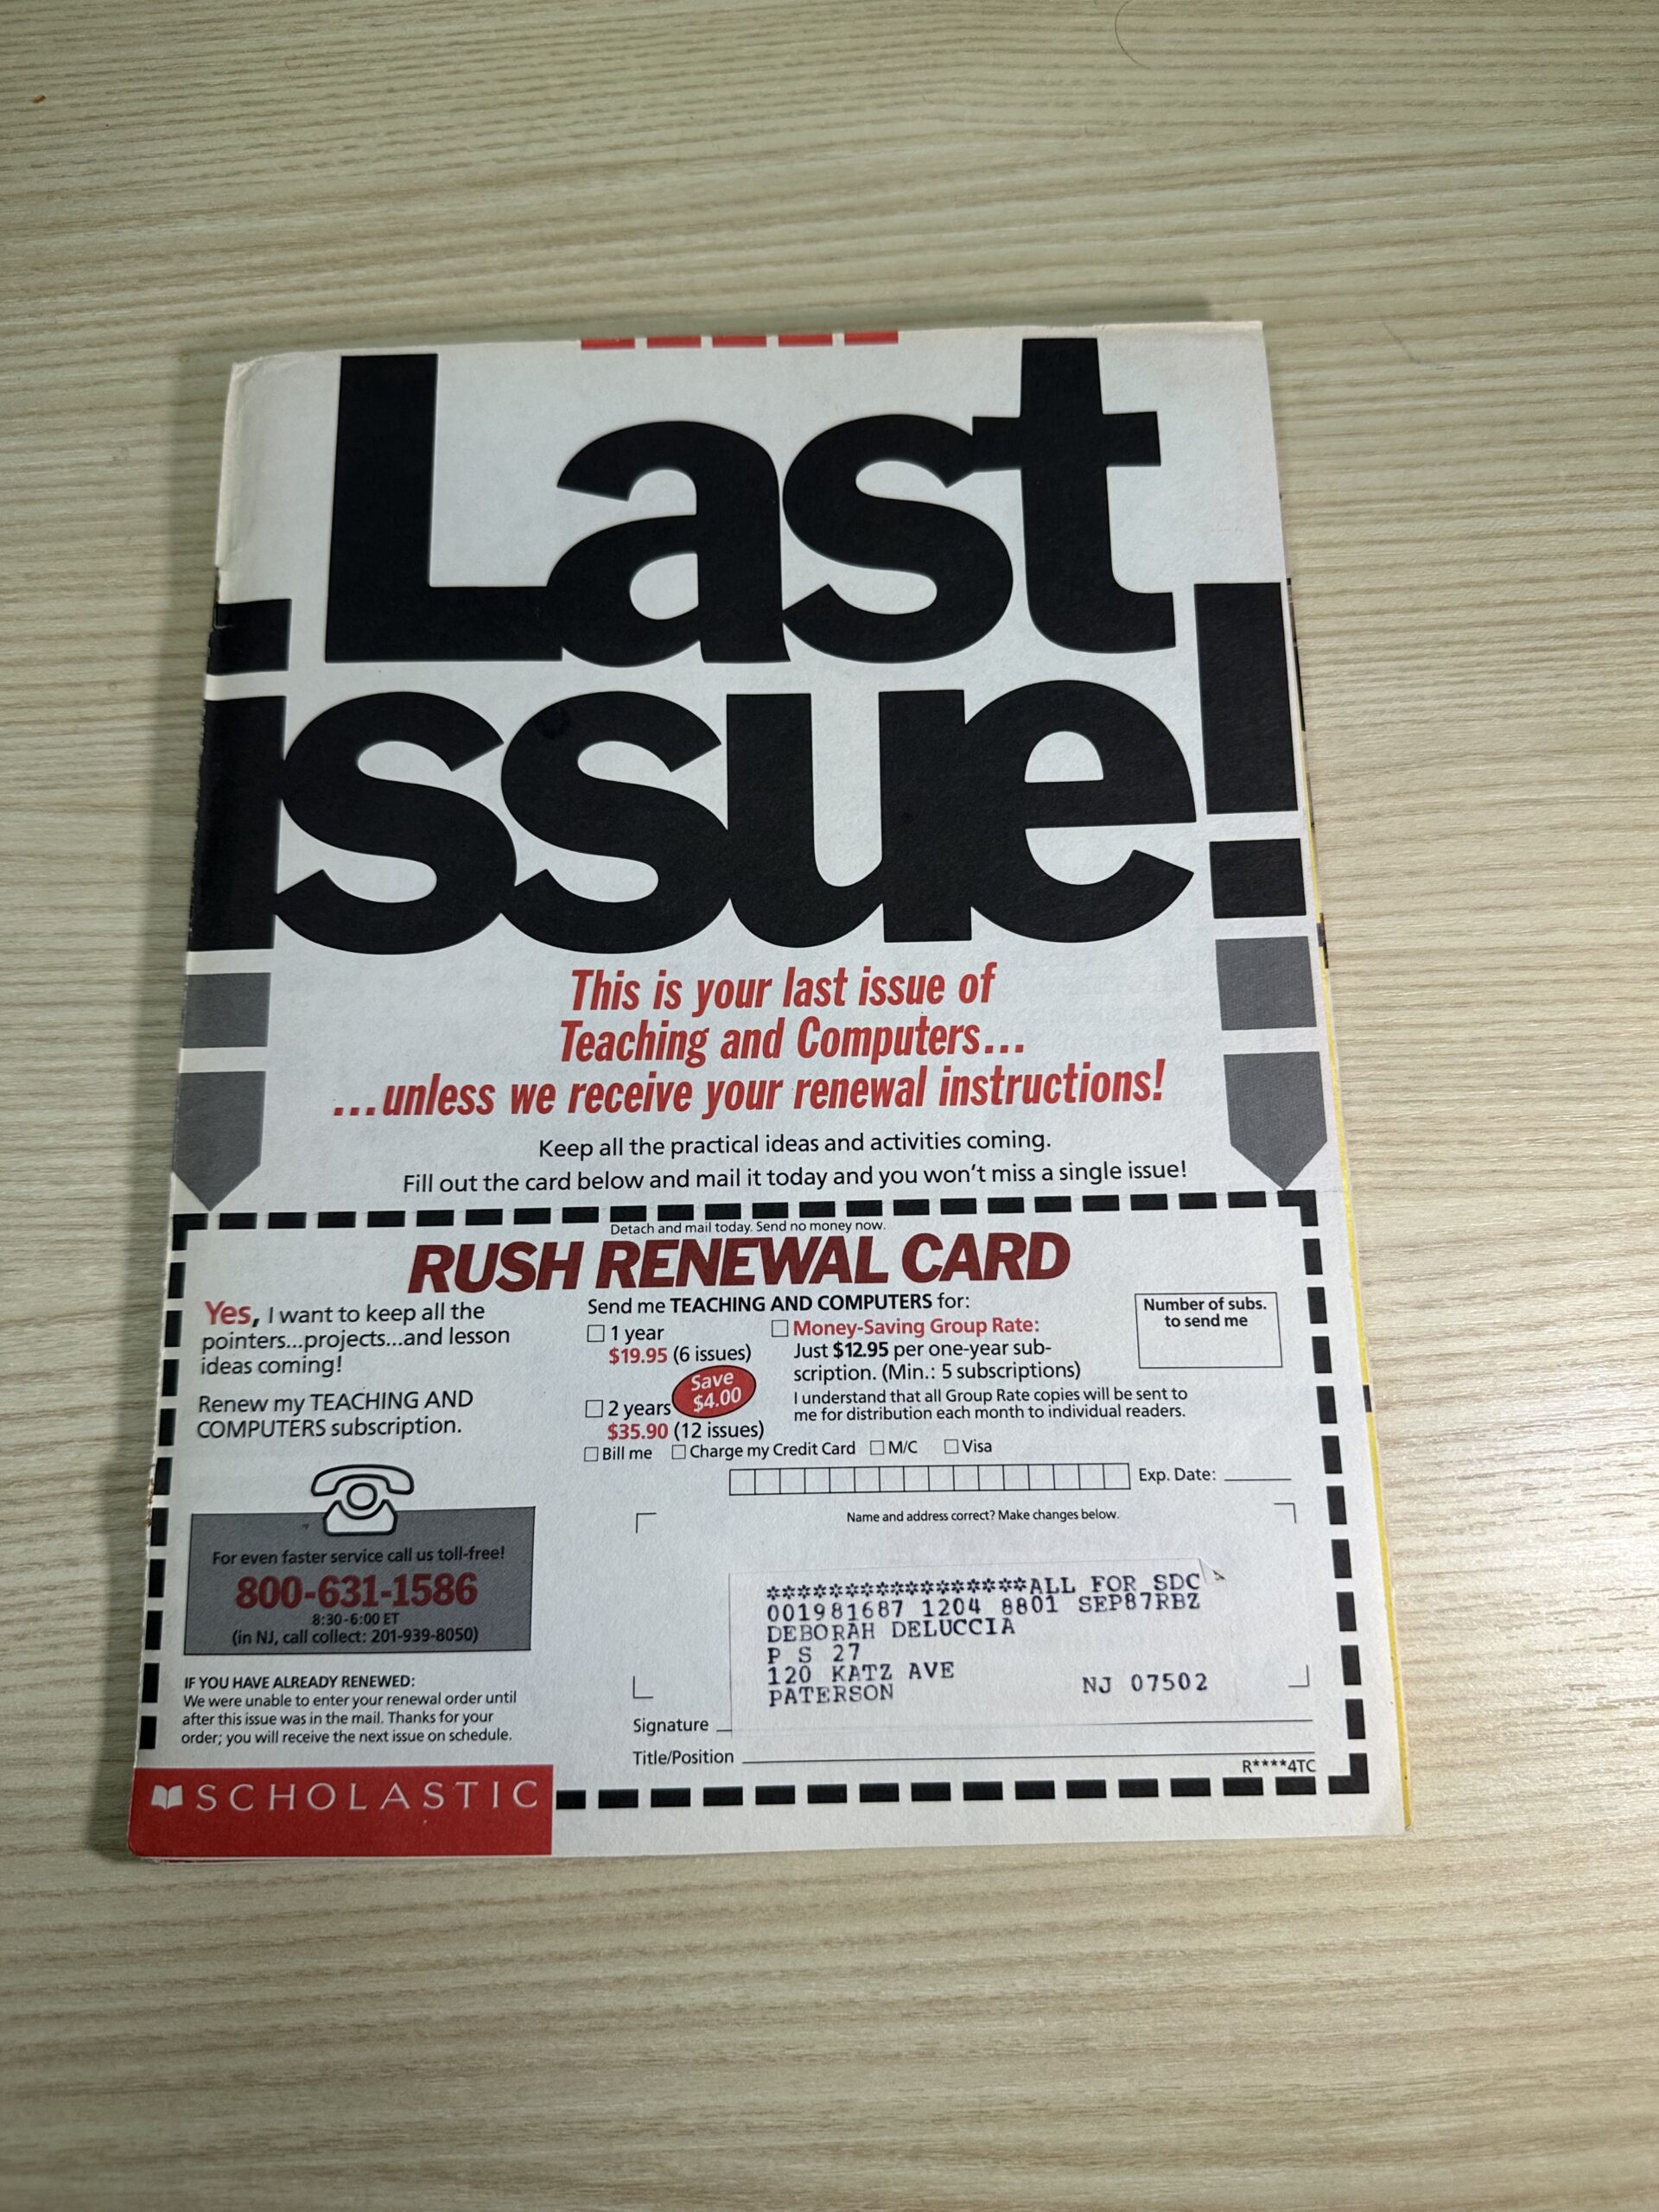 Last
issue!
This is your last issue of
Teaching and Computers...
...unless we receive your renewal instructions!
Keep all the practical ideas and activities coming.
Fill out the card below and mail it today and you won't miss a single issue!
Detach and mail today. Send no money now.
RUSH RENEWAL CARD
Yes, I want to keep all the
pointers...projects...and lesson
ideas coming!
Renew my TEACHING AND
COMPUTERS subscription.
Send me TEACHING AND COMPUTERS for:
1 year
$19.95 (6 issues)
Save
$4.00
2 years
$35.90 (12 issues)
Money-Saving Group Rate:
Just $12.95 per one-year sub-
scription. (Min.: 5 subscriptions)
I understand that all Group Rate copies will be sent to
me for distribution each month to individual readers.
Number of subs.
to send me
Bill me Charge my Credit Card M/C Visa
Exp. Date:
For even faster service call us toll-free!
800-631-1586
8:30-6:00 ET
(in NJ, call collect: 201-939-8050)
IF YOU HAVE ALREADY RENEWED:
We were unable to enter your renewal order until
after this issue was in the mail. Thanks for your
order; you will receive the next issue on schedule.
Name and address correct? Make changes below.
*****************ALL FOR SDC
001981687 1204 8801 SEP87RBZ
DEBORAH DELUCCIA
P S 27
120 KATZ AVE
PATERSON NJ 07502
Signature
Title/Position
R****4TC
SCHOLASTIC